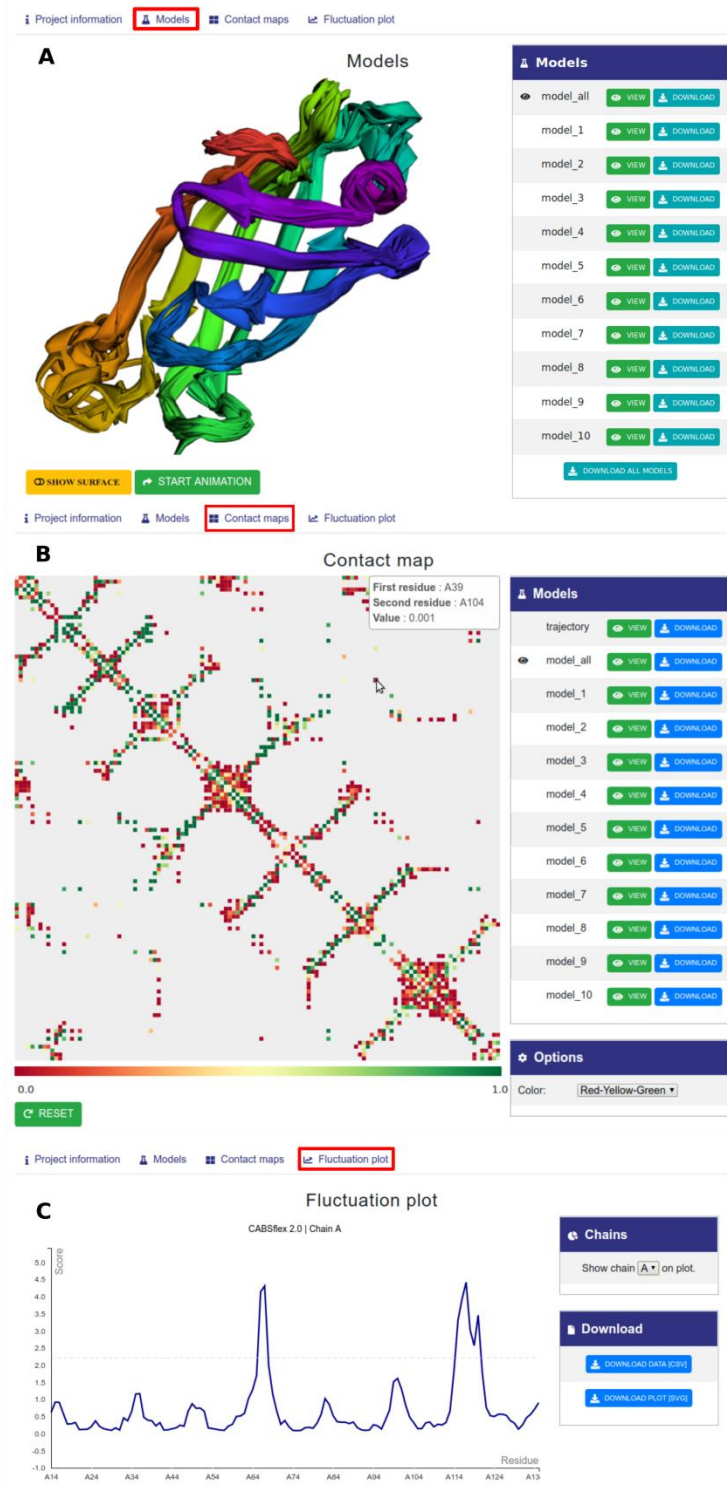 Project information Models Contact maps Fluctuation plot
A
Models
Models
model_all VIEW DOWNLOAD
model_1 VIEW DOWNLOAD
model_2 VIEW DOWNLOAD
model_3 VIEW DOWNLOAD
model_4 VIEW DOWNLOAD
model_5 VIEW DOWNLOAD
model_6 VIEW DOWNLOAD
model_7 VIEW DOWNLOAD
model_8 VIEW DOWNLOAD
model_9 VIEW DOWNLOAD
model_10 VIEW DOWNLOAD
DOWNLOAD ALL MODELS
SHOW SURFACE START ANIMATION
Project information Models Contact maps Fluctuation plot
B
Contact map
First residue : A39
Second residue : A104
Value : 0.001
Models
trajectory VIEW DOWNLOAD
model_all VIEW DOWNLOAD
model_1 VIEW DOWNLOAD
model_2 VIEW DOWNLOAD
model_3 VIEW DOWNLOAD
model_4 VIEW DOWNLOAD
model_5 VIEW DOWNLOAD
model_6 VIEW DOWNLOAD
model_7 VIEW DOWNLOAD
model_8 VIEW DOWNLOAD
model_9 VIEW DOWNLOAD
model_10 VIEW DOWNLOAD
Options
Color: Red-Yellow-Green
0.0 1.0
RESET
Project information Models Contact maps Fluctuation plot
C
Fluctuation plot
CABSflex 2.0 | Chain A
Score
5.0
4.5
4.0
3.5
3.0
2.5
2.0
1.5
1.0
0.5
0.0
-0.5
-1.0
Residue
A14 A24 A34 A44 A54 A64 A74 A84 A94 A104 A114 A124 A13
Chains
Show chain A on plot.
Download
DOWNLOAD DATA [CSV]
DOWNLOAD PLOT [SVG]